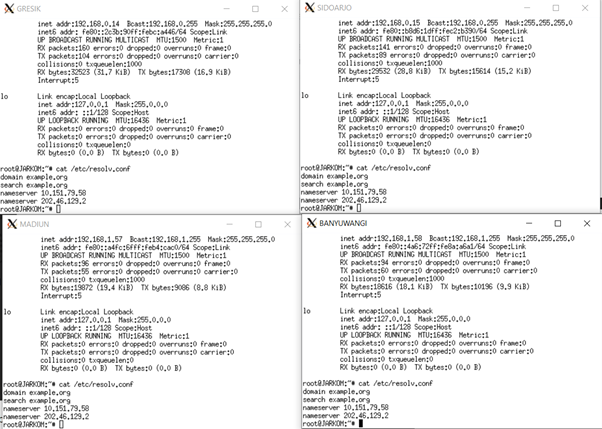 GRESIK
inet addr:192.168.0.14 Bcast:192.168.0.255 Mask:255.255.255.0
inet6 addr: fe80::2c3b:90ff:febc:a446/64 Scope:Link
UP BROADCAST RUNNING MULTICAST MTU:1500 Metric:1
RX packets:160 errors:0 dropped:0 overruns:0 frame:0
TX packets:104 errors:0 dropped:0 overruns:0 carrier:0
collisions:0 txqueuelen:1000
RX bytes:32523 (31.7 KiB) TX bytes:17308 (16.9 KiB)
Interrupt:5
lo Link encap:Local Loopback
inet addr:127.0.0.1 Mask:255.0.0.0
inet6 addr: ::1/128 Scope:Host
UP LOOPBACK RUNNING MTU:16436 Metric:1
RX packets:0 errors:0 dropped:0 overruns:0 frame:0
TX packets:0 errors:0 dropped:0 overruns:0 carrier:0
collisions:0 txqueuelen:0
RX bytes:0 (0.0 B) TX bytes:0 (0.0 B)
root@JARKOM:~# cat /etc/resolv.conf
domain example.org
search example.org
nameserver 10.151.79.58
nameserver 202.46.129.2
root@JARKOM:~#
SIDOARJO
inet addr:192.168.0.15 Bcast:192.168.0.255 Mask:255.255.255.0
inet6 addr: fe80::b8d6:1dff:fec2:b390/64 Scope:Link
UP BROADCAST RUNNING MULTICAST MTU:1500 Metric:1
RX packets:141 errors:0 dropped:0 overruns:0 frame:0
TX packets:89 errors:0 dropped:0 overruns:0 carrier:0
collisions:0 txqueuelen:1000
RX bytes:29532 (28.8 KiB) TX bytes:15614 (15.2 KiB)
Interrupt:5
lo Link encap:Local Loopback
inet addr:127.0.0.1 Mask:255.0.0.0
inet6 addr: ::1/128 Scope:Host
UP LOOPBACK RUNNING MTU:16436 Metric:1
RX packets:0 errors:0 dropped:0 overruns:0 frame:0
TX packets:0 errors:0 dropped:0 overruns:0 carrier:0
collisions:0 txqueuelen:0
RX bytes:0 (0.0 B) TX bytes:0 (0.0 B)
root@JARKOM:~# cat /etc/resolv.conf
domain example.org
search example.org
nameserver 10.151.79.58
nameserver 202.46.129.2
root@JARKOM:~#
MADIUN
inet addr:192.168.1.57 Bcast:192.168.1.255 Mask:255.255.255.0
inet6 addr: fe80::a4fc:6fff:feb4:cac0/64 Scope:Link
UP BROADCAST RUNNING MULTICAST MTU:1500 Metric:1
RX packets:96 errors:0 dropped:0 overruns:0 frame:0
TX packets:55 errors:0 dropped:0 overruns:0 carrier:0
collisions:0 txqueuelen:1000
RX bytes:19872 (19.4 KiB) TX bytes:9086 (8.8 KiB)
Interrupt:5
lo Link encap:Local Loopback
inet addr:127.0.0.1 Mask:255.0.0.0
inet6 addr: ::1/128 Scope:Host
UP LOOPBACK RUNNING MTU:16436 Metric:1
RX packets:0 errors:0 dropped:0 overruns:0 frame:0
TX packets:0 errors:0 dropped:0 overruns:0 carrier:0
collisions:0 txqueuelen:0
RX bytes:0 (0.0 B) TX bytes:0 (0.0 B)
root@JARKOM:~# cat /etc/resolv.conf
domain example.org
search example.org
nameserver 10.151.79.58
nameserver 202.46.129.2
root@JARKOM:~#
BANYUWANGI
inet addr:192.168.1.58 Bcast:192.168.1.255 Mask:255.255.255.0
inet6 addr: fe80::4a6:72ff:fe8a:a6a1/64 Scope:Link
UP BROADCAST RUNNING MULTICAST MTU:1500 Metric:1
RX packets:94 errors:0 dropped:0 overruns:0 frame:0
TX packets:60 errors:0 dropped:0 overruns:0 carrier:0
collisions:0 txqueuelen:1000
RX bytes:18616 (18.1 KiB) TX bytes:10196 (9.9 KiB)
Interrupt:5
lo Link encap:Local Loopback
inet addr:127.0.0.1 Mask:255.0.0.0
inet6 addr: ::1/128 Scope:Host
UP LOOPBACK RUNNING MTU:16436 Metric:1
RX packets:0 errors:0 dropped:0 overruns:0 frame:0
TX packets:0 errors:0 dropped:0 overruns:0 carrier:0
collisions:0 txqueuelen:0
RX bytes:0 (0.0 B) TX bytes:0 (0.0 B)
root@JARKOM:~# cat /etc/resolv.conf
domain example.org
search example.org
nameserver 10.151.79.58
nameserver 202.46.129.2
root@JARKOM:~#